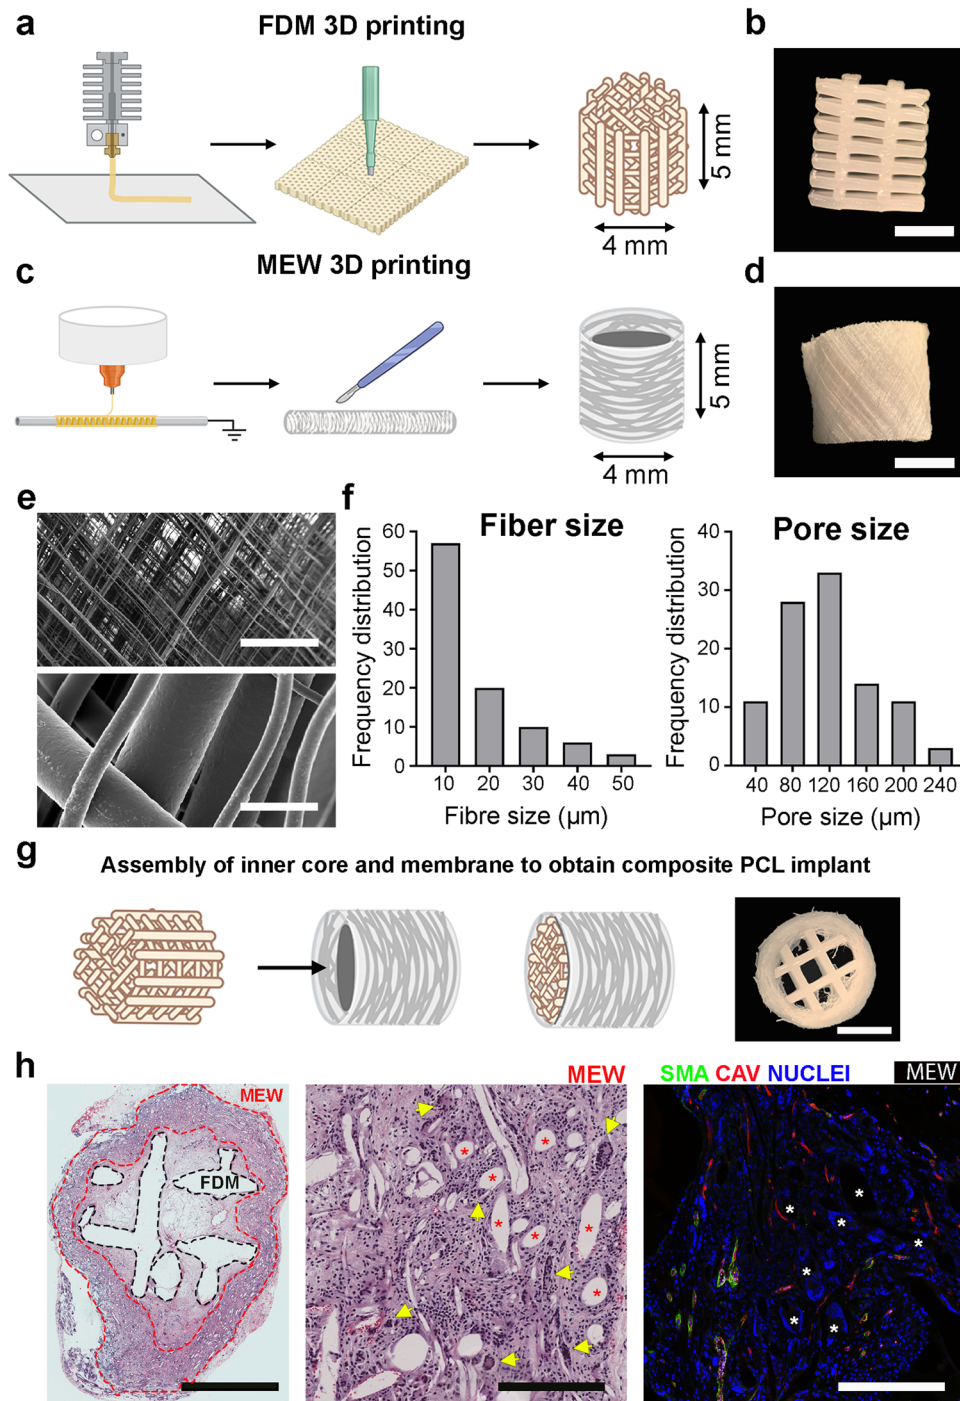 a
FDM 3D printing
b
5 mm
4 mm
c
MEW 3D printing
d
5 mm
4 mm
e
f
Fiber size
Frequency distribution
60
50
40
30
20
10
0
10 20 30 40 50
Fibre size (µm)
Pore size
Frequency distribution
40
30
20
10
0
40 80 120 160 200 240
Pore size (µm)
g
Assembly of inner core and membrane to obtain composite PCL implant
h
MEW
FDM
MEW
* * * * * * *
SMA CAV NUCLEI
MEW
* * * * * *